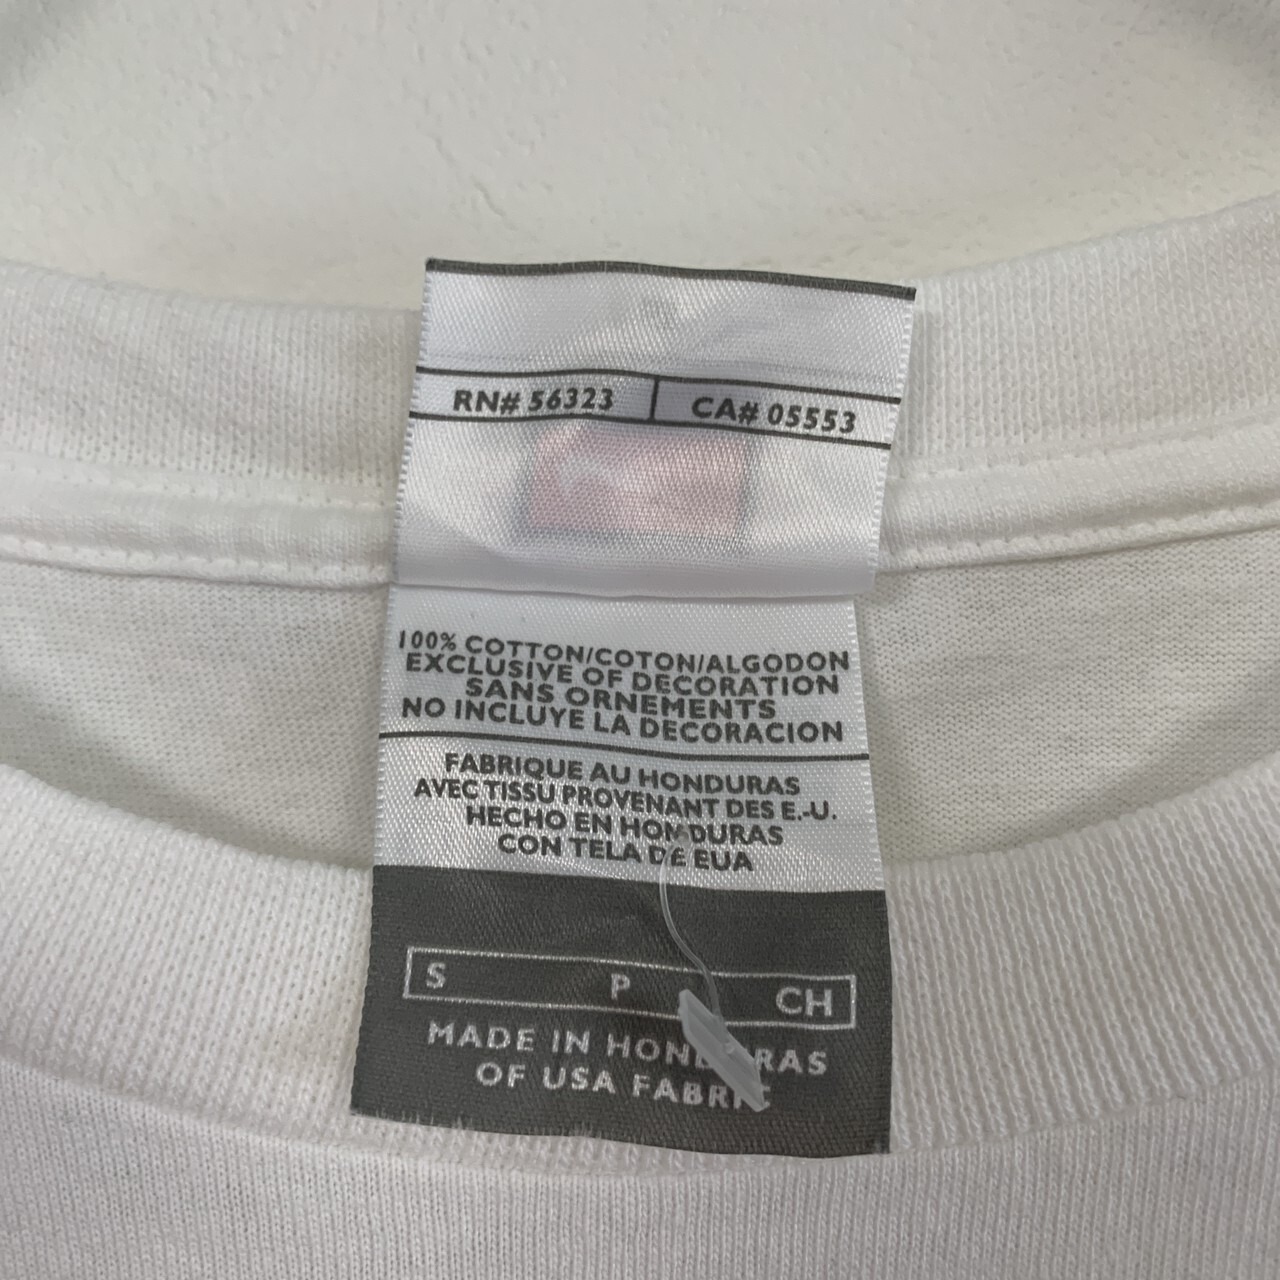 RN# 56323 CA# 05553
100% COTTON/COTON/ALGODON
EXCLUSIVE OF DECORATION
SANS ORNEMENTS
NO INCLUYE LA DECORACION
FABRIQUE AU HONDURAS
AVEC TISSU PROVENANT DES E.-U.
HECHO EN HONDURAS
CON TELA DE EUA
S P CH
MADE IN HONDURAS
OF USA FABRIC